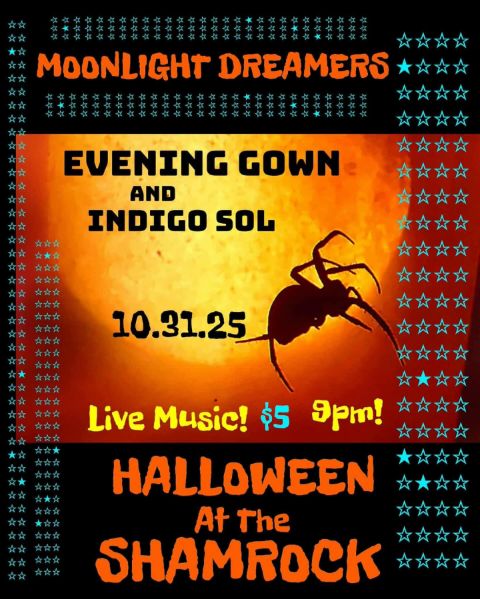 MOONLIGHT DREAMERS
EVENING GOWN
AND
INDIGO SOL
10.31.25
Live Music! $5 9pm!
HALLOWEEN
At The
SHAMROCK